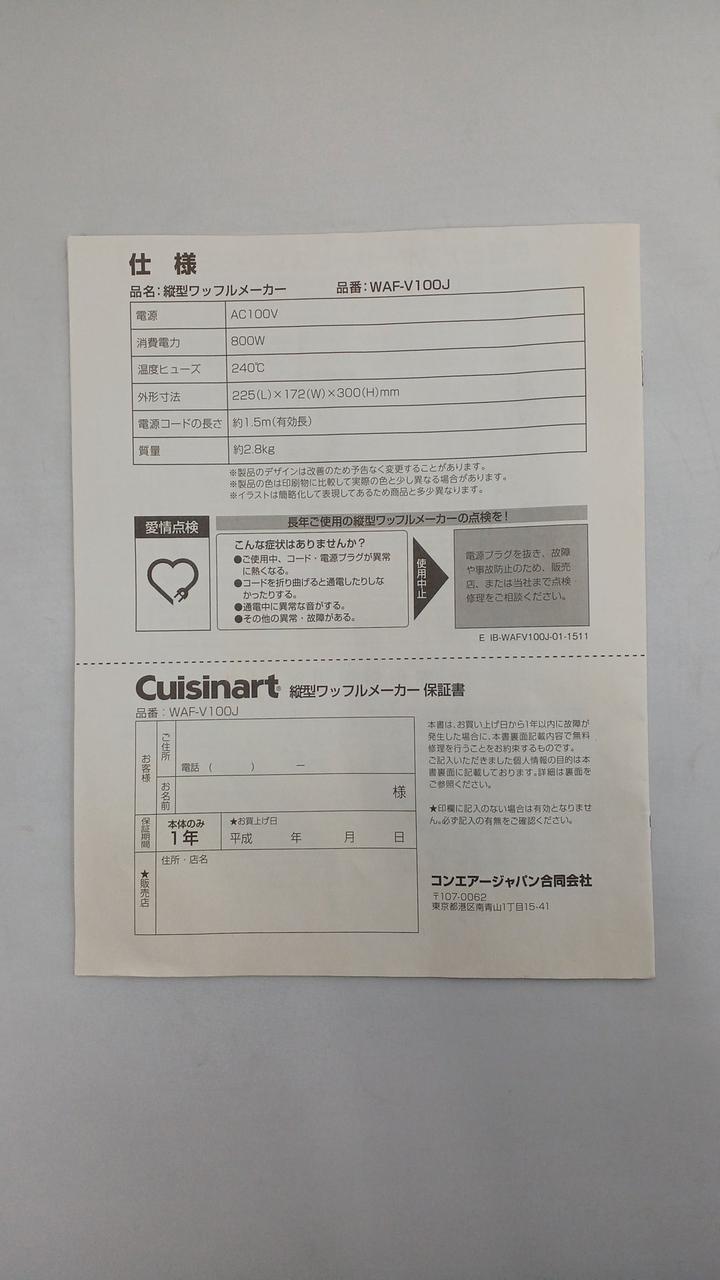 仕 様
品名：縦型ワッフルメーカー 品番：WAF-V100J
電源 AC100V
消費電力 800W
温度ヒューズ 240℃
外形寸法 225(L)×172(W)×300(H)mm
電源コードの長さ 約1.5m(有効長)
質量 約2.8kg
※製品のデザインは改善のため予告なく変更することがあります。
※製品の色は印刷物に比較して実際の色と少し異なる場合があります。
※イラストは簡略化して表現してあるため商品と多少異なります。
愛情点検
長年ご使用の縦型ワッフルメーカーの点検を！
こんな症状はありませんか？
●ご使用中、コード・電源プラグが異常
に熱くなる。
●コードを折り曲げると通電したりしな
かったりする。
●通電中に異常な音がする。
●その他の異常・故障がある。
使用中止
電源プラグを抜き、故障
や事故防止のため、販売
店、または当社まで点検
修理をご相談ください。
E IB-WAFV100J-01-1511
Cuisinart® 縦型ワッフルメーカー 保証書
品番：WAF-V100J
お客様
ご住所
電話 （ ） ー
お名前
様
保証期間
本体のみ
1年
★お買上げ日
平成 年 月 日
★販売店
住所・店名
本書は、お買い上げ日から1年以内に故障が
発生した場合に、本書裏面記載内容で無料
修理を行うことをお約束するものです。
ご記入いただきました個人情報の目的は本
書裏面に記載しております。詳細は裏面を
ご参照ください。
★印欄に記入のない場合は有効となりませ
ん。必ず記入の有無をご確認ください。
コンエアージャパン合同会社
〒107-0062
東京都港区南青山1丁目15-41